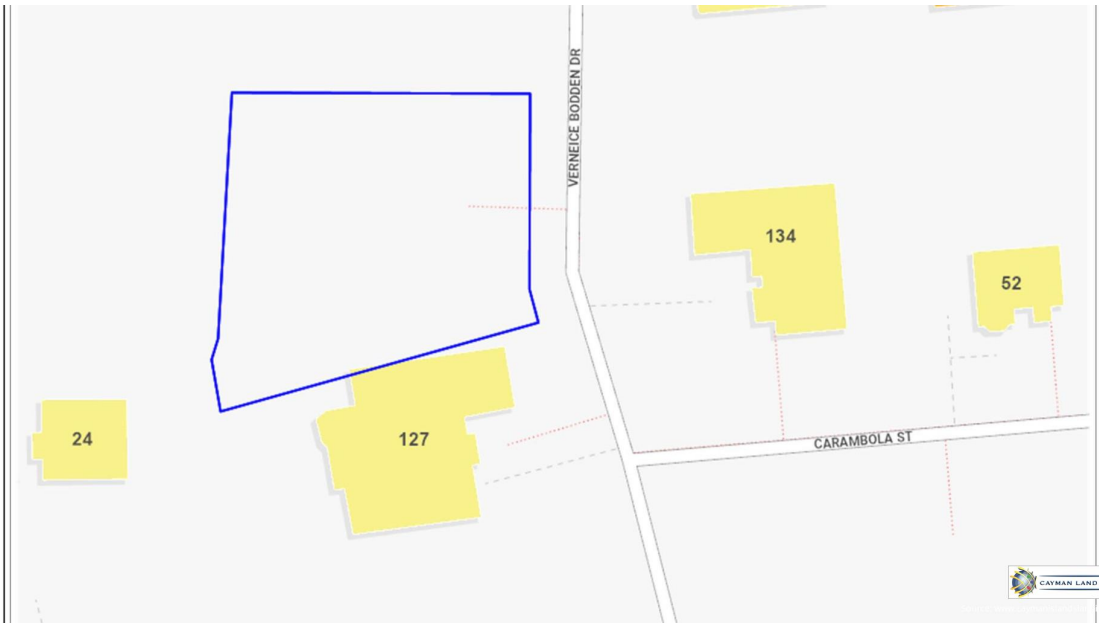 VERNEICE BODDEN DR
134
52
24
127
CARAMBOLA ST
CAYMAN LAND